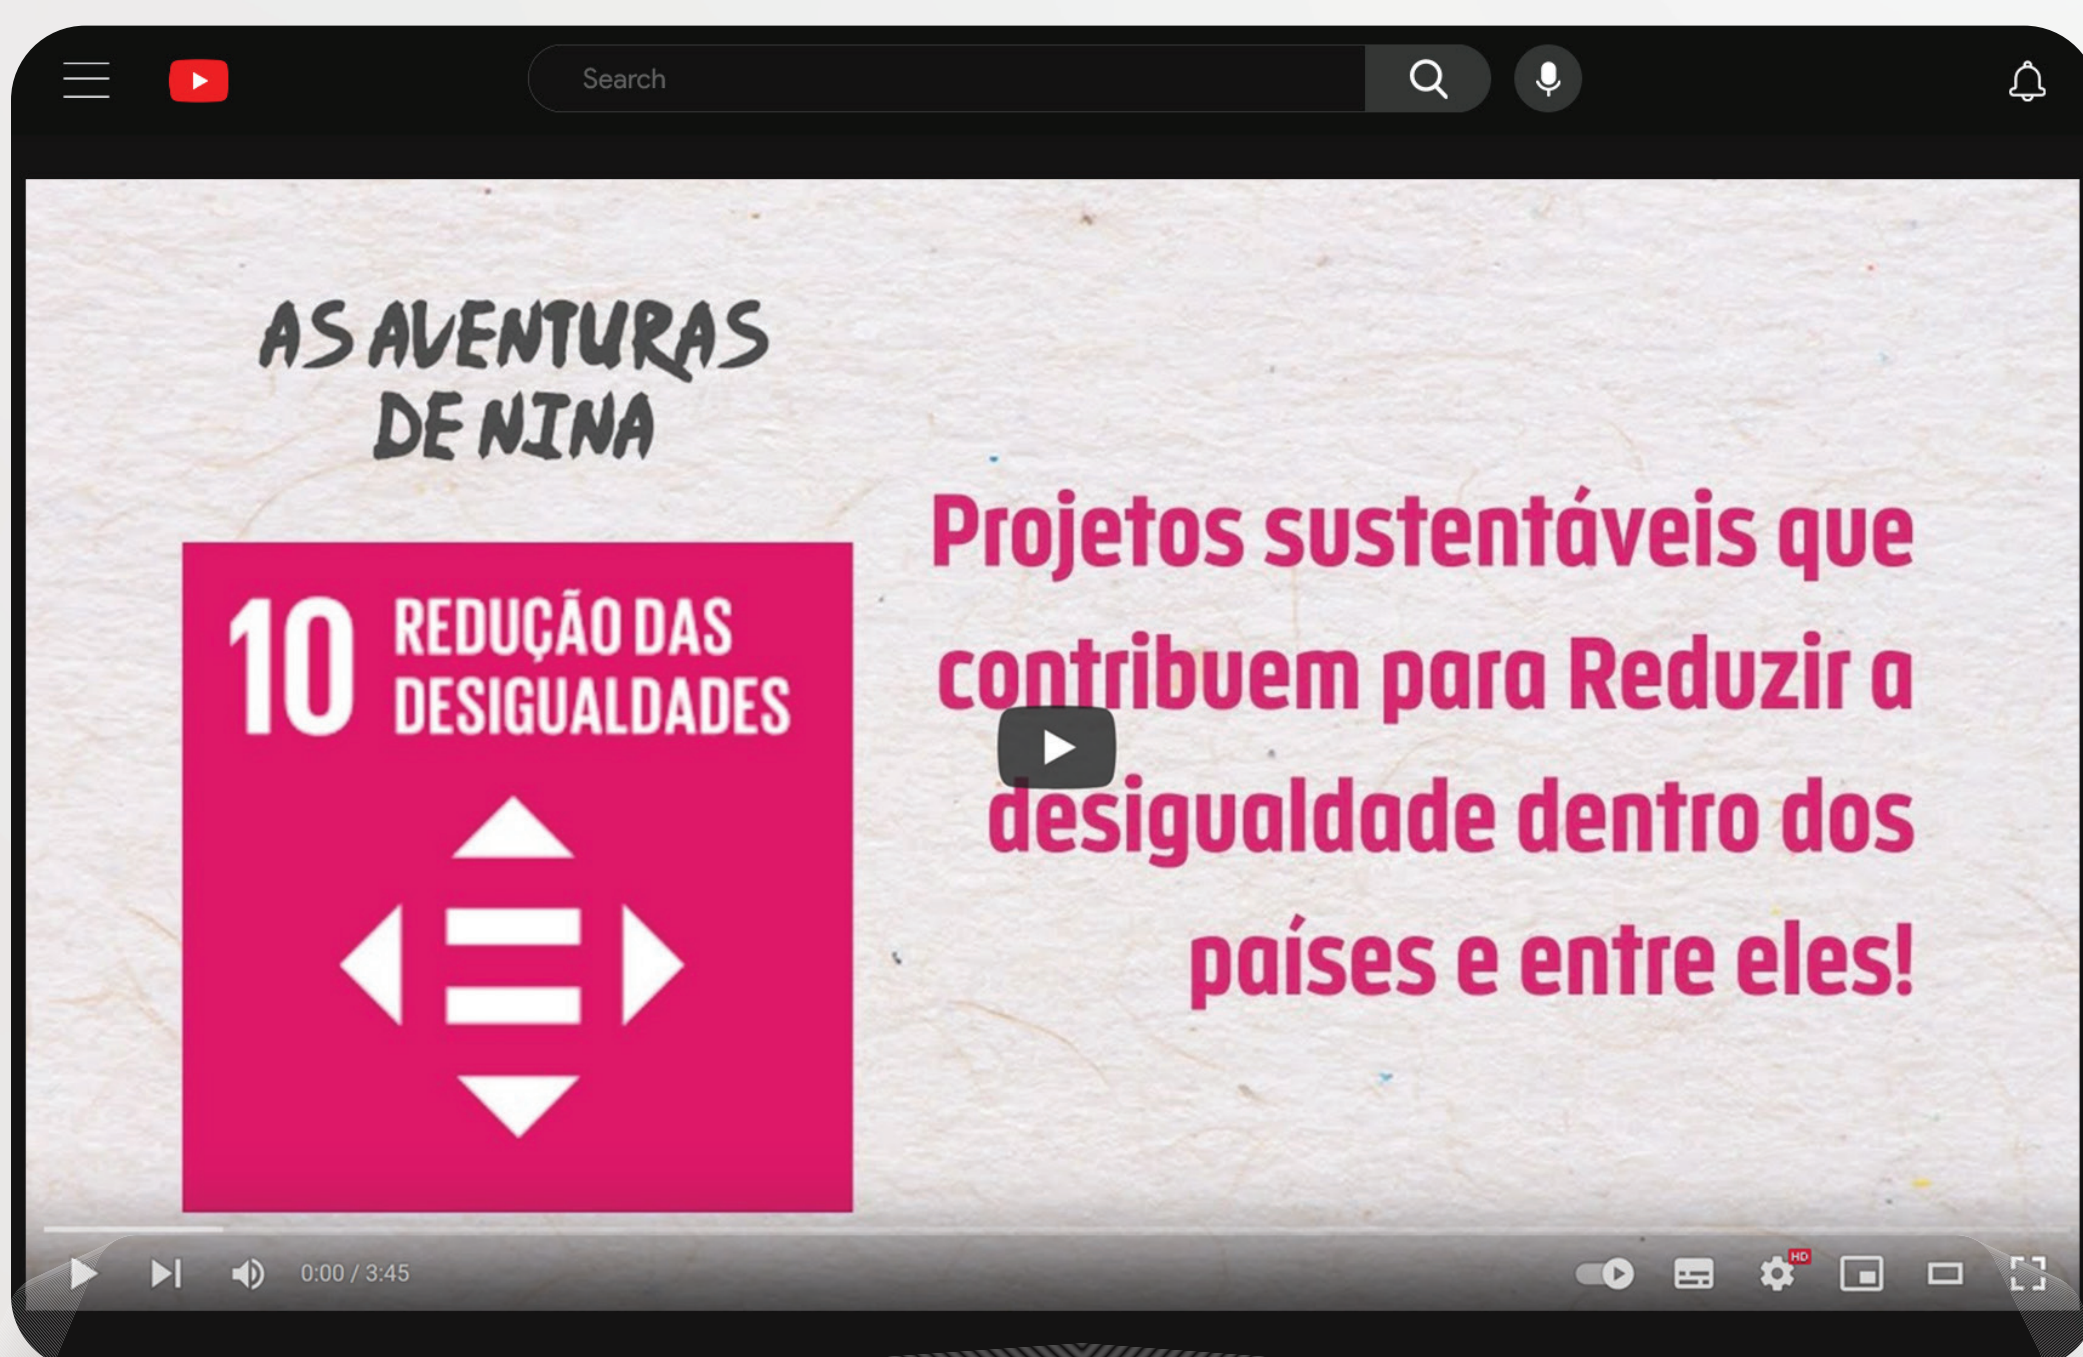 Search
AS AVENTURAS
DE NINA
10 REDUÇÃO DAS
DESIGUALDADES
Projetos sustentáveis que
contribuem para Reduzir a
desigualdade dentro dos
países e entre eles!
0:00 / 3:45
HD